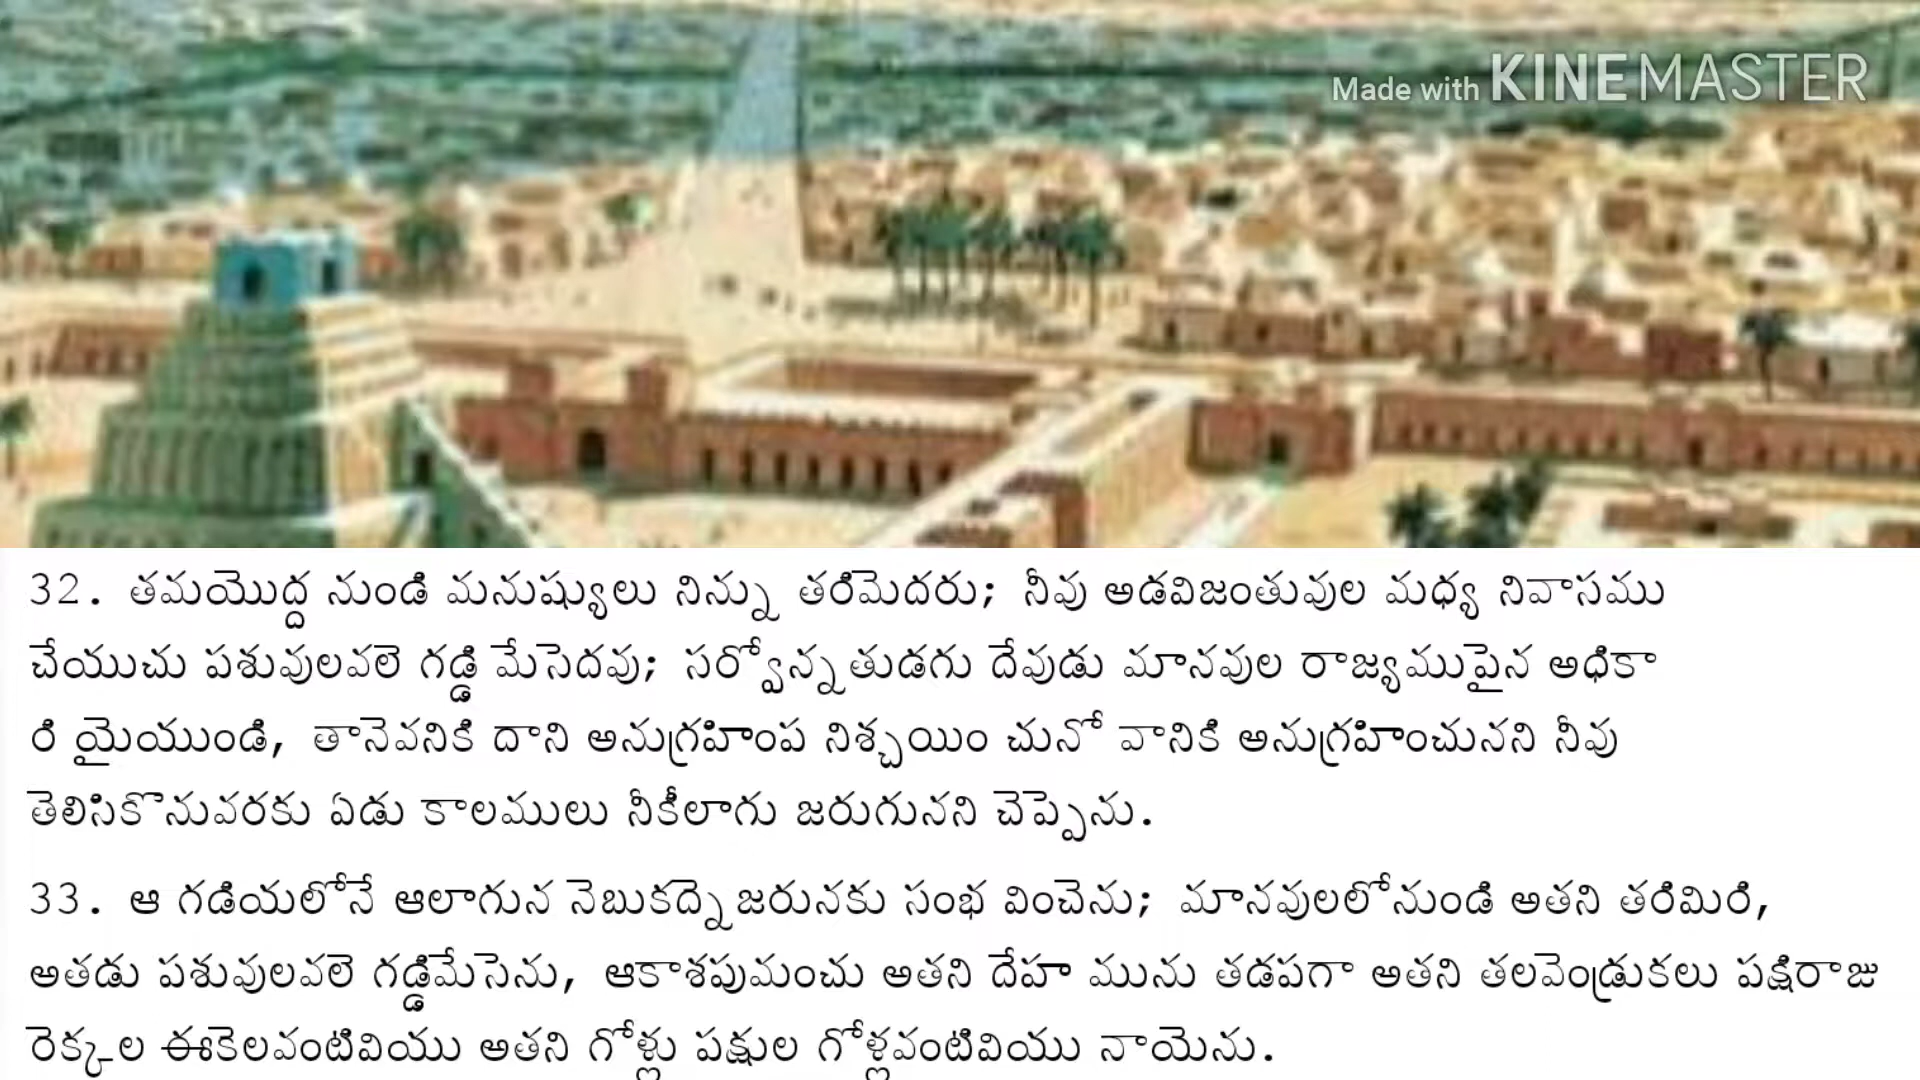 Made with KINEMASTER
32. తమయొద్ద నుండి మనుష్యులు నిన్ను తరిమెదరు; నీవు అడవిజంతువుల మధ్య నివాసము
చేయుచు పశువులవలె గడ్డి మేసెదవు; సర్వోన్న తుడగు దేవుడు మానవుల రాజ్యముపైన అధికా
రి యైయుండి, తానెవనికి దాని అనుగ్రహింప నిశ్చయిం చునో వానికి అనుగ్రహించునని నీవు
తెలిసికొనువరకు ఏడు కాలములు నీకీలాగు జరుగునని చెప్పెను.
33. ఆ గడియలోనే ఆలాగున నెబుకద్నె జరునకు సంభ వించెను; మానవులలోనుండి అతని తరిమిరి,
అతడు పశువులవలె గడ్డిమేసెను, ఆకాశపుమంచు అతని దేహ మును తడపగా అతని తలవెండ్రుకలు పక్షిరాజు
రెక్కల ఈకెలవంటివియు అతని గోళ్లు పక్షుల గోళ్లవంటివియు నాయెను.